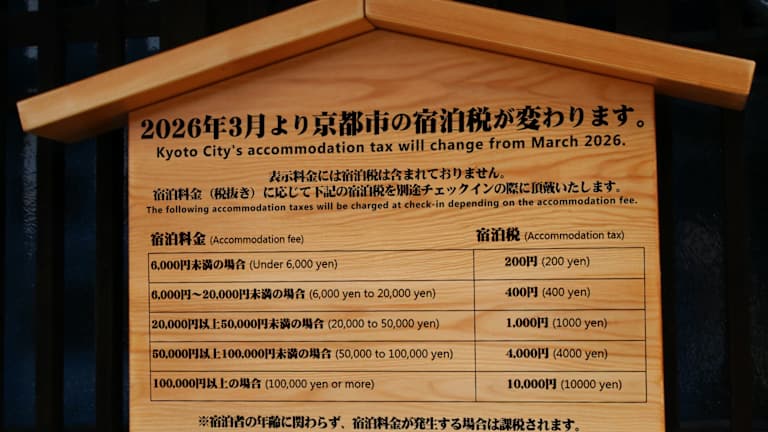 2026年3月より京都市の宿泊税が変わります。
Kyoto City's accommodation tax will change from March 2026.
表示料金には宿泊税は含まれておりません。
宿泊料金（税抜き）に応じて下記の宿泊税を別途チェックインの際に頂戴いたします。
The following accommodation taxes will be charged at check-in depending on the accommodation fee.
宿泊料金 (Accommodation fee) 宿泊税 (Accommodation tax)
6,000円未満の場合 (Under 6,000 yen) 200円 (200 yen)
6,000円～20,000円未満の場合 (6,000 yen to 20,000 yen) 400円 (400 yen)
20,000円以上50,000円未満の場合 (20,000 to 50,000 yen) 1,000円 (1000 yen)
50,000円以上100,000円未満の場合 (50,000 to 100,000 yen) 4,000円 (4000 yen)
100,000円以上の場合 (100,000 yen or more) 10,000円 (10000 yen)
※宿泊者の年齢に関わらず、宿泊料金が発生する場合は課税されます。